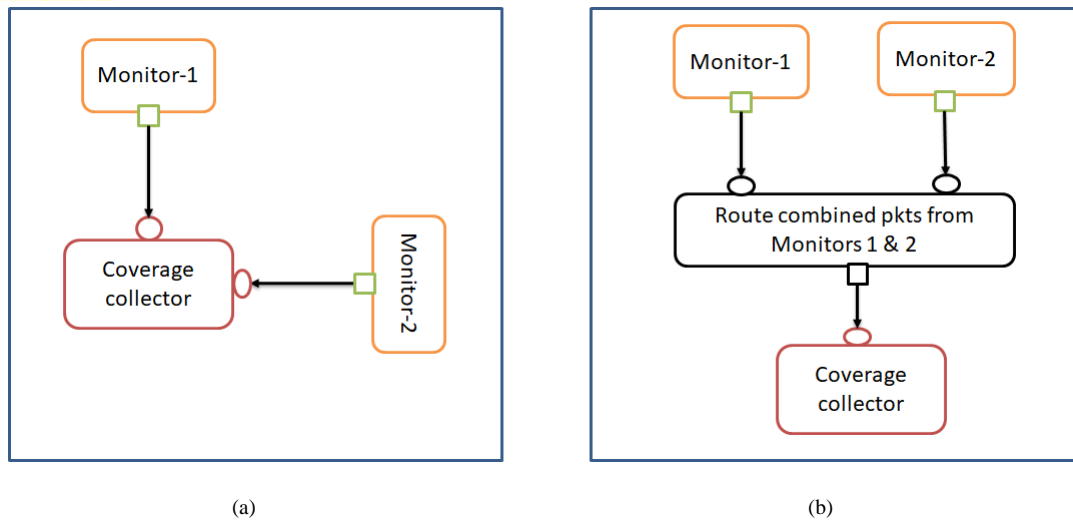 Monitor-1
Coverage
collector
Monitor-2
(a)
Monitor-1
Monitor-2
Route combined pkts from
Monitors 1 & 2
Coverage
collector
(b)